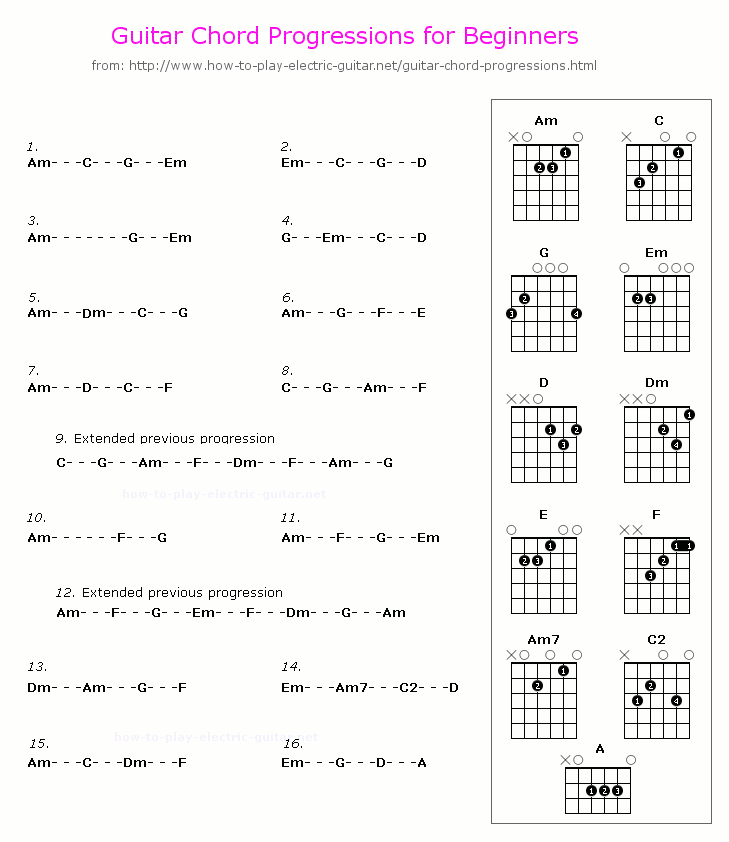 Guitar Chord Progressions for Beginners
from: http://www.how-to-play-electric-guitar.net/guitar-chord-progressions.html
1.
Am- - -C- - -G- - -Em
2.
Em- - -C- - -G- - -D
3.
Am- - - - - - -G- - -Em
4.
G- - -Em- - -C- - -D
5.
Am- - -Dm- - -C- - -G
6.
Am- - -G- - -F- - -E
7.
Am- - -D- - -C- - -F
8.
C- - -G- - -Am- - -F
9. Extended previous progression
C- - -G- - -Am- - -F- - -Dm- - -F- - -Am- - -G
how-to-play-electric-guitar.net
10.
Am- - - - - -F- - -G
11.
Am- - -F- - -G- - -Em
12. Extended previous progression
Am- - -F- - -G- - -Em- - -F- - -Dm- - -G- - -Am
13.
Dm- - -Am- - -G- - -F
14.
Em- - -Am7- - -C2- - -D
how-to-play-electric-guitar.net
15.
Am- - -C- - -Dm- - -F
16.
Em- - -G- - -D- - -A
Am
1
2 3
C
1
2
3
G
2
3 4
Em
2 3
D
1 2
3
Dm
1
2
4
E
1
2 3
F
1 1
2
3
Am7
1
2
C2
2
1 4
A
1 2 3